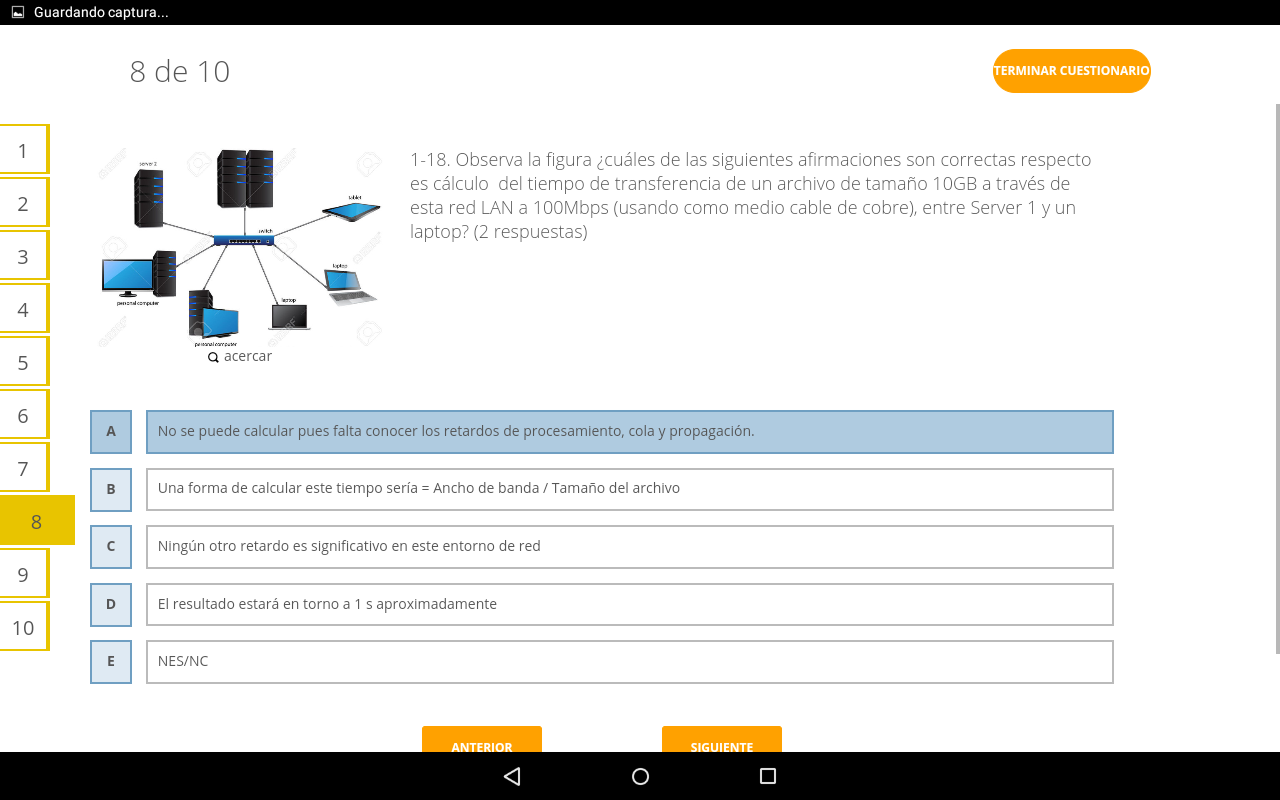 Guardando captura...
8 de 10
TERMINAR CUESTIONARIO
1
2
3
4
5
6
7
8
9
10
server 2
tablet
switch
laptop
personal computer
laptop
personal computer
acercar
1-18. Observa la figura ¿cuáles de las siguientes afirmaciones son correctas respecto
es cálculo  del tiempo de transferencia de un archivo de tamaño 10GB a través de
esta red LAN a 100Mbps (usando como medio cable de cobre), entre Server 1 y un
laptop? (2 respuestas)
A No se puede calcular pues falta conocer los retardos de procesamiento, cola y propagación.
B Una forma de calcular este tiempo sería = Ancho de banda / Tamaño del archivo
C Ningún otro retardo es significativo en este entorno de red
D El resultado estará en torno a 1 s aproximadamente
E NES/NC
ANTERIOR
SIGUIENTE